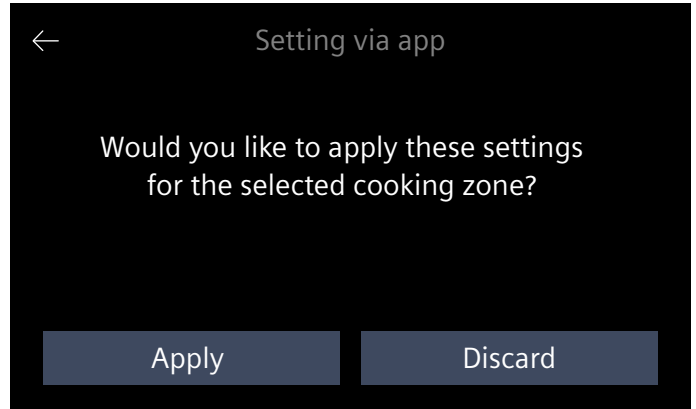 Setting via app
Would you like to apply these settings
for the selected cooking zone?
Apply
Discard